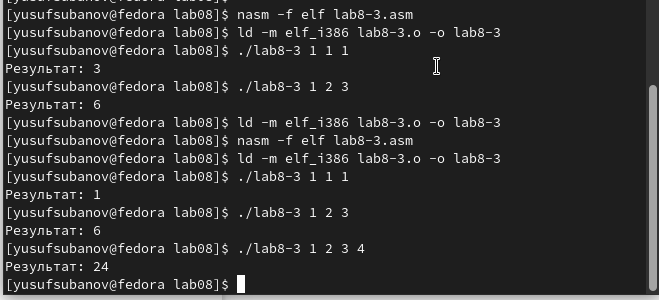 [yusufsubanov@fedora lab08]$ nasm -f elf lab8-3.asm
[yusufsubanov@fedora lab08]$ ld -m elf_i386 lab8-3.o -o lab8-3
[yusufsubanov@fedora lab08]$ ./lab8-3 1 1 1
Результат: 3
[yusufsubanov@fedora lab08]$ ./lab8-3 1 2 3
Результат: 6
[yusufsubanov@fedora lab08]$ ld -m elf_i386 lab8-3.o -o lab8-3
[yusufsubanov@fedora lab08]$ nasm -f elf lab8-3.asm
[yusufsubanov@fedora lab08]$ ld -m elf_i386 lab8-3.o -o lab8-3
[yusufsubanov@fedora lab08]$ ./lab8-3 1 1 1
Результат: 1
[yusufsubanov@fedora lab08]$ ./lab8-3 1 2 3
Результат: 6
[yusufsubanov@fedora lab08]$ ./lab8-3 1 2 3 4
Результат: 24
[yusufsubanov@fedora lab08]$